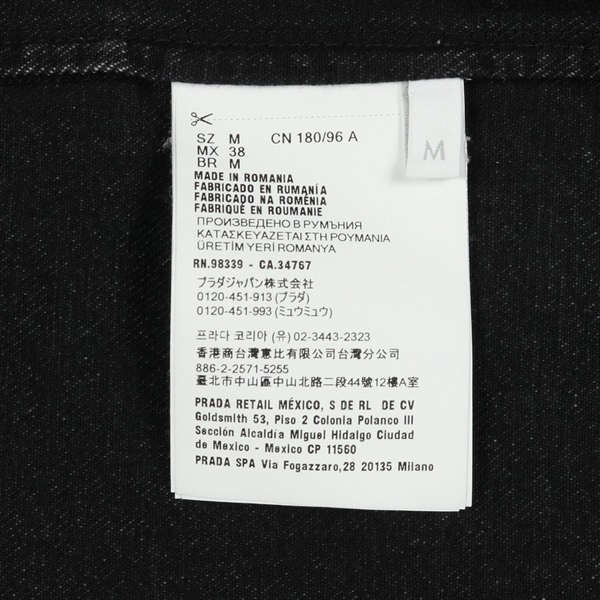 SZ M CN 180/96 A
MX 38
BR M
M
MADE IN ROMANIA
FABRICADO EN RUMANÍA
FABRICADO NA ROMÊNIA
FABRIQUÉ EN ROUMANIE
ПРОИЗВЕДЕНО В РУМЪНИЯ
ΚΑΤΑΣΚΕΥΑΖΕΤΑΙ ΣΤΗ ΡΟΥΜΑΝΙΑ
ÜRETİM YERİ ROMANYA
RN.98339 - CA.34767
プラダジャパン株式会社
0120-451-913 (プラダ)
0120-451-993 (ミュウミュウ)
프라다 코리아 (유) 02-3443-2323
香港商台灣意比有限公司台灣分公司
886-2-2571-5255
臺北市中山區中山北路二段44號12樓A室
PRADA RETAIL MÉXICO, S DE RL DE CV
Goldsmith 53, Piso 2 Colonia Polanco III
Sección Alcaldía Miguel Hidalgo Ciudad
de Mexico - Mexico CP 11560
PRADA SPA Via Fogazzaro,28 20135 Milano